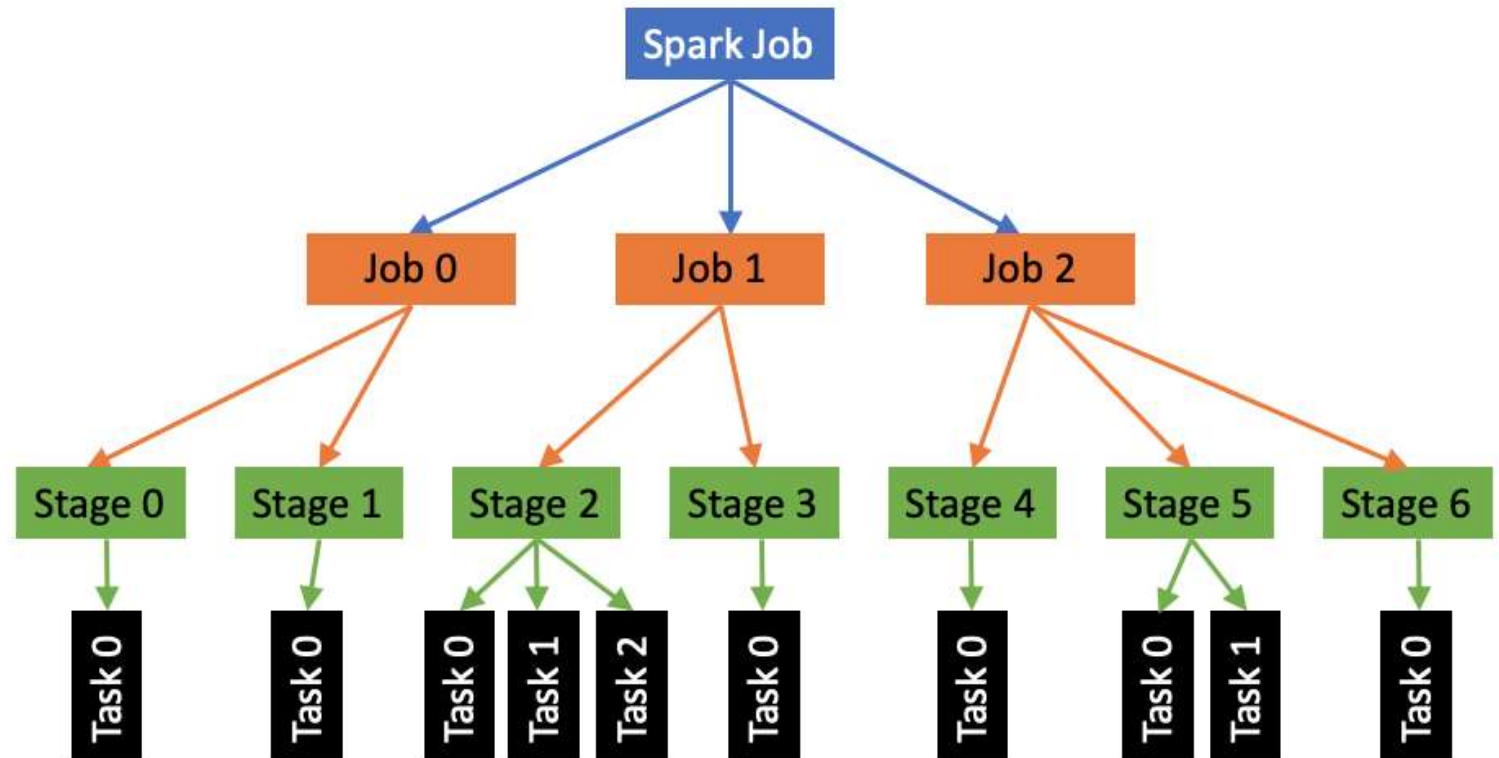 Spark Job
Job 0
Job 1
Job 2
Stage 0
Stage 1
Stage 2
Stage 3
Stage 4
Stage 5
Stage 6
Task 0
Task 0
Task 0
Task 1
Task 2
Task 0
Task 0
Task 0
Task 1
Task 0